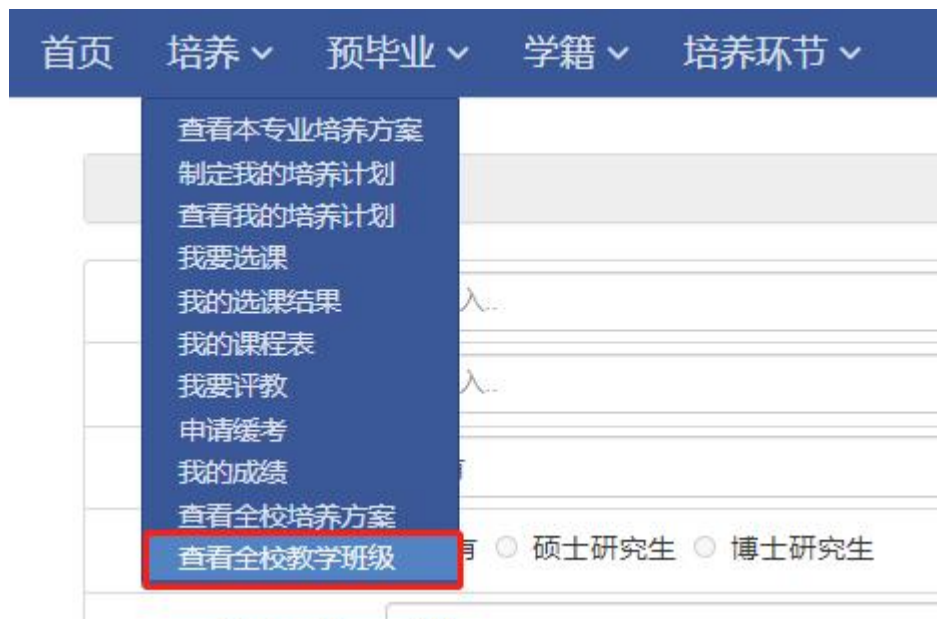 首页 培养 预毕业 学籍 培养环节
查看本专业培养方案
制定我的培养计划
查看我的培养计划
我要选课
我的选课结果
入...
我的课程表
我要评教
入...
申请缓考
我的成绩
查看全校培养方案
查看全校教学班级
硕士研究生 博士研究生